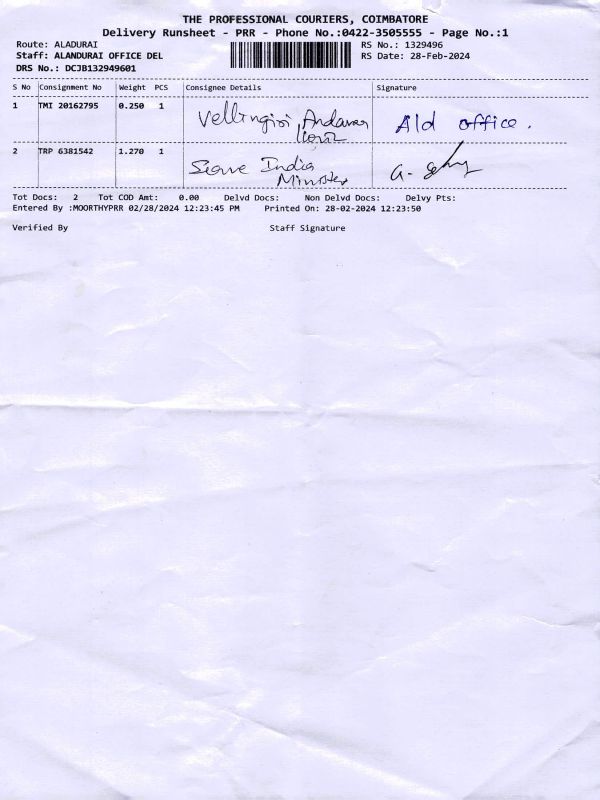 THE PROFESSIONAL COURIERS, COIMBATORE
Delivery Runsheet - PRR - Phone No.:0422-3505555 - Page No.:1
Route: ALADURAI
Staff: ALANDURAI OFFICE DEL
DRS No.: DCJB132949601
RS No.: 1329496
RS Date: 28-Feb-2024
S No Consignment No Weight PCS Consignee Details Signature
1 TMI 20162795 0.250 1 Vellingiri Andavar Ald office.
2 TRP 6381542 1.270 1 Serve India
Minister
Tot Docs: 2 Tot COD Amt: 0.00 Delvd Docs: Non Delvd Docs: Delvy Pts:
Entered By :MOORTHYPRR 02/28/2024 12:23:45 PM Printed On: 28-02-2024 12:23:50
Verified By Staff Signature